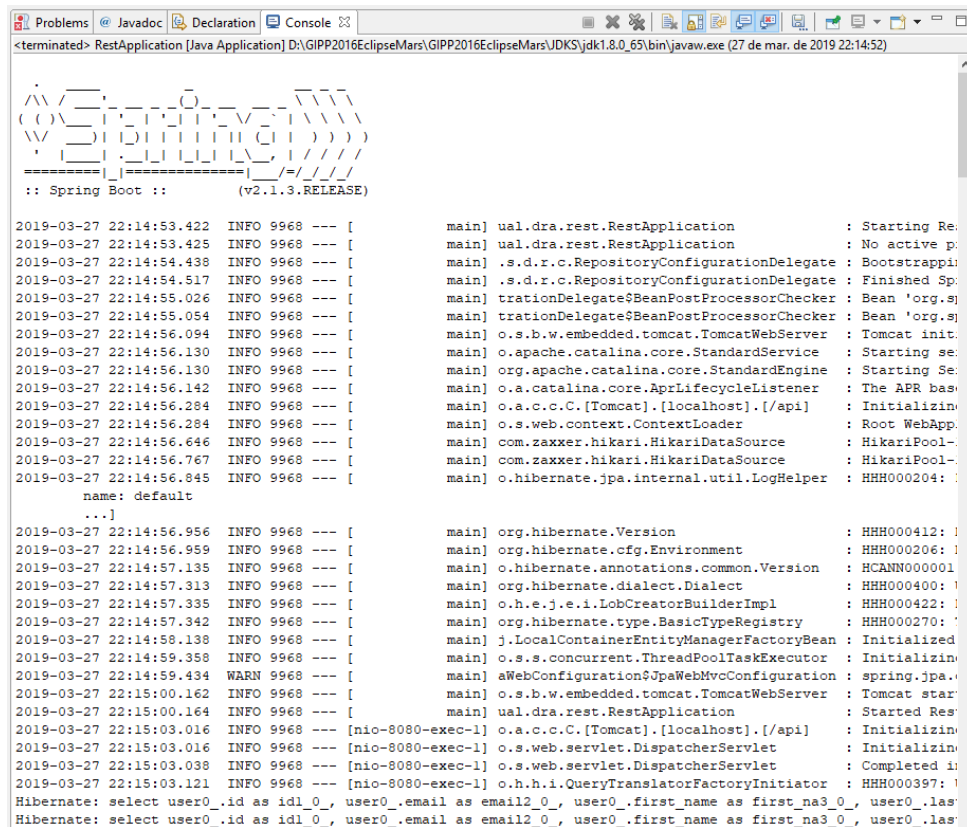 Problems @ Javadoc Declaration Console
<terminated> RestApplication [Java Application] D:\GIPP2016EclipseMars\GIPP2016EclipseMars\JDKS\jdk1.8.0_65\bin\javaw.exe (27 de mar. de 2019 22:14:52)
Spring
:: Spring Boot :: (v2.1.3.RELEASE)
2019-03-27 22:14:53.422 INFO 9968 --- [ main] ual.dra.rest.RestApplication : Starting Re
2019-03-27 22:14:53.425 INFO 9968 --- [ main] ual.dra.rest.RestApplication : No active p
2019-03-27 22:14:54.438 INFO 9968 --- [ main] .s.d.r.c.RepositoryConfigurationDelegate : Bootstrappi
2019-03-27 22:14:54.517 INFO 9968 --- [ main] .s.d.r.c.RepositoryConfigurationDelegate : Finished Sp
2019-03-27 22:14:55.026 INFO 9968 --- [ main] trationDelegate$BeanPostProcessorChecker : Bean 'org.s
2019-03-27 22:14:55.054 INFO 9968 --- [ main] trationDelegate$BeanPostProcessorChecker : Bean 'org.s
2019-03-27 22:14:56.094 INFO 9968 --- [ main] o.s.b.w.embedded.tomcat.TomcatWebServer : Tomcat init
2019-03-27 22:14:56.130 INFO 9968 --- [ main] o.apache.catalina.core.StandardService : Starting se
2019-03-27 22:14:56.130 INFO 9968 --- [ main] org.apache.catalina.core.StandardEngine : Starting Se
2019-03-27 22:14:56.142 INFO 9968 --- [ main] o.a.catalina.core.AprLifecycleListener : The APR bas
2019-03-27 22:14:56.284 INFO 9968 --- [ main] o.a.c.c.C.[Tomcat].[localhost].[/api] : Initializin
2019-03-27 22:14:56.284 INFO 9968 --- [ main] o.s.web.context.ContextLoader : Root WebApp
2019-03-27 22:14:56.646 INFO 9968 --- [ main] com.zaxxer.hikari.HikariDataSource : HikariPool-
2019-03-27 22:14:56.767 INFO 9968 --- [ main] com.zaxxer.hikari.HikariDataSource : HikariPool-
2019-03-27 22:14:56.845 INFO 9968 --- [ main] o.hibernate.jpa.internal.util.LogHelper : HHH000204:
name: default
...]
2019-03-27 22:14:56.956 INFO 9968 --- [ main] org.hibernate.Version : HHH000412:
2019-03-27 22:14:56.959 INFO 9968 --- [ main] org.hibernate.cfg.Environment : HHH000206:
2019-03-27 22:14:57.135 INFO 9968 --- [ main] o.hibernate.annotations.common.Version : HCANN000001
2019-03-27 22:14:57.313 INFO 9968 --- [ main] org.hibernate.dialect.Dialect : HHH000400:
2019-03-27 22:14:57.335 INFO 9968 --- [ main] o.h.e.j.e.i.LobCreatorBuilderImpl : HHH000422:
2019-03-27 22:14:57.342 INFO 9968 --- [ main] org.hibernate.type.BasicTypeRegistry : HHH000270:
2019-03-27 22:14:58.138 INFO 9968 --- [ main] j.LocalContainerEntityManagerFactoryBean : Initialized
2019-03-27 22:14:59.358 INFO 9968 --- [ main] o.s.s.concurrent.ThreadPoolTaskExecutor : Initializin
2019-03-27 22:14:59.434 WARN 9968 --- [ main] aWebConfiguration$JpaWebMvcConfiguration : spring.jpa.
2019-03-27 22:15:00.162 INFO 9968 --- [ main] o.s.b.w.embedded.tomcat.TomcatWebServer : Tomcat star
2019-03-27 22:15:00.164 INFO 9968 --- [ main] ual.dra.rest.RestApplication : Started Res
2019-03-27 22:15:03.016 INFO 9968 --- [nio-8080-exec-1] o.a.c.c.C.[Tomcat].[localhost].[/api] : Initializin
2019-03-27 22:15:03.016 INFO 9968 --- [nio-8080-exec-1] o.s.web.servlet.DispatcherServlet : Initializin
2019-03-27 22:15:03.038 INFO 9968 --- [nio-8080-exec-1] o.s.web.servlet.DispatcherServlet : Completed i
2019-03-27 22:15:03.121 INFO 9968 --- [nio-8080-exec-1] o.h.h.i.QueryTranslatorFactoryInitiator : HHH000397:
Hibernate: select user0_.id as id1_0_, user0_.email as email2_0_, user0_.first_name as first_na3_0_, user0_.las
Hibernate: select user0_.id as id1_0_, user0_.email as email2_0_, user0_.first_name as first_na3_0_, user0_.las